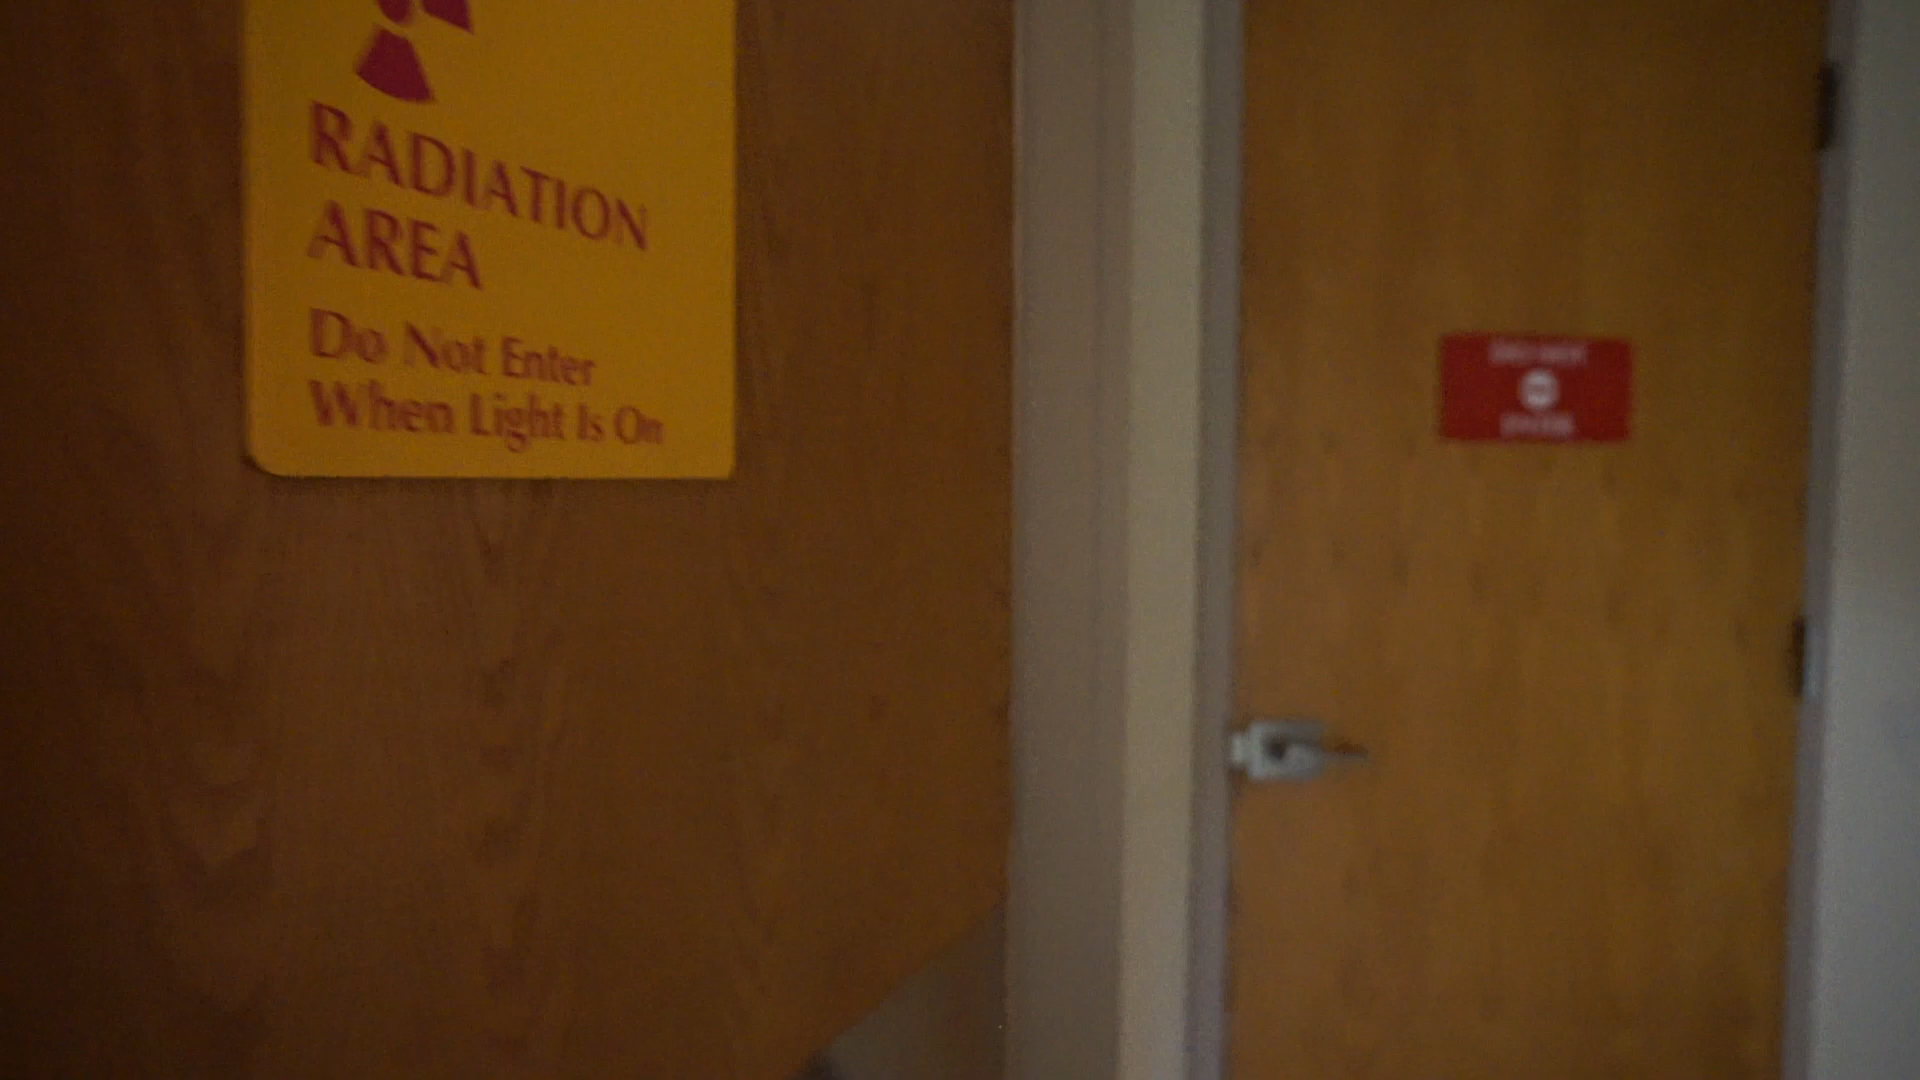 RADIATION
AREA
Do Not Enter
When Light Is On